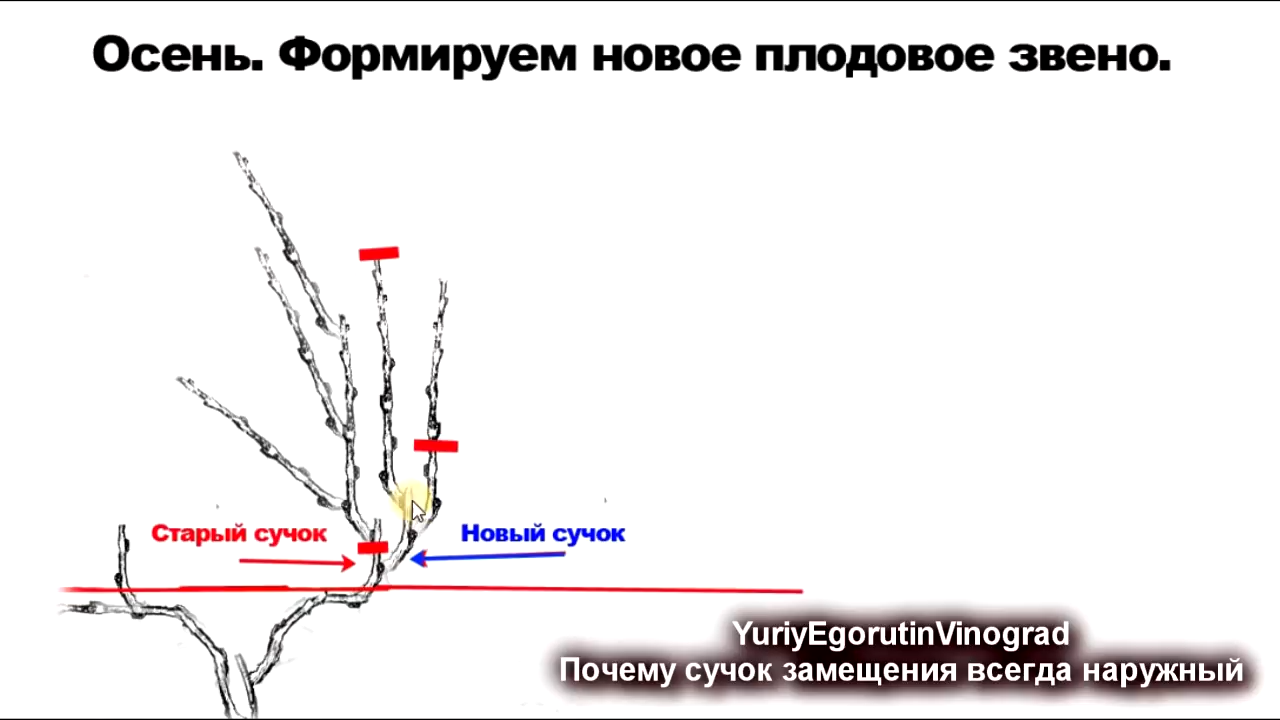 Осень. Формируем новое плодовое звено.
Старый сучок
Новый сучок
YuriyEgorutinVinograd
Почему сучок замещения всегда наружный